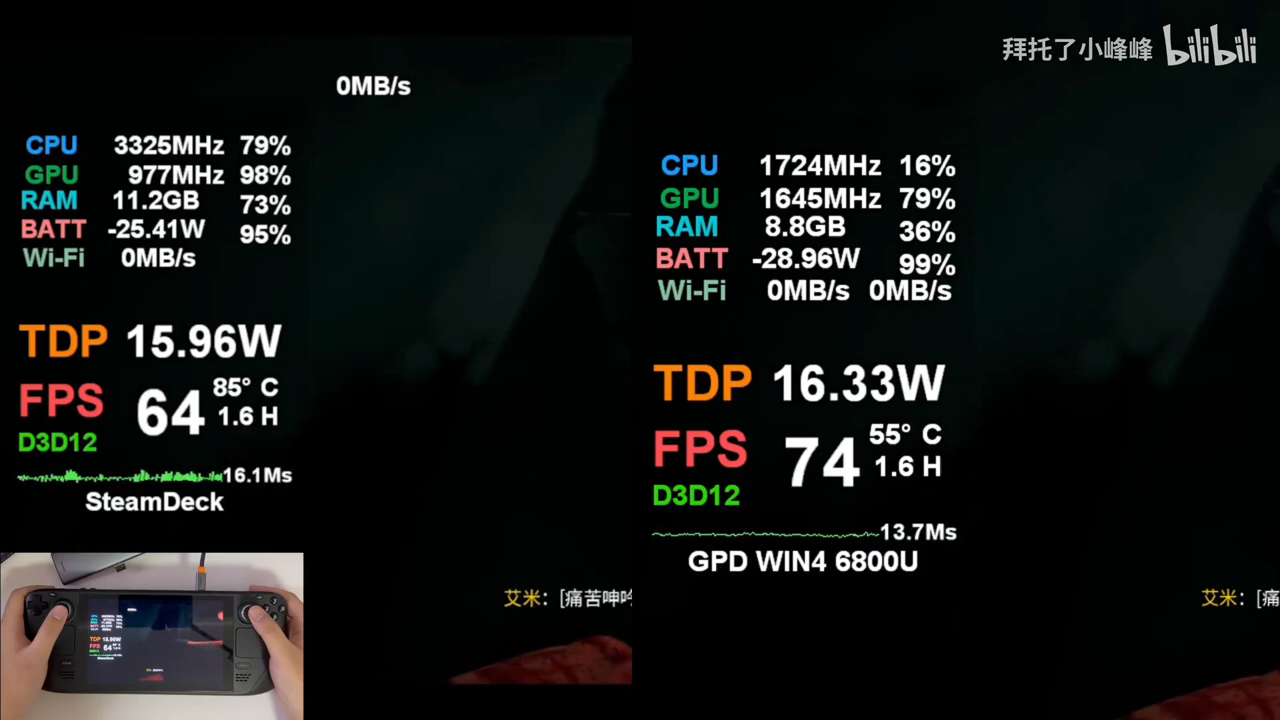 拜托了小峰峰 bilibili
0MB/s
CPU 3325MHz 79%
GPU 977MHz 98%
RAM 11.2GB 73%
BATT -25.41W 95%
Wi-Fi 0MB/s
TDP 15.96W
FPS 64 85° C
1.6 H
D3D12
16.1Ms
SteamDeck
CPU 1724MHz 16%
GPU 1645MHz 79%
RAM 8.8GB 36%
BATT -28.96W 99%
Wi-Fi 0MB/s 0MB/s
TDP 16.33W
FPS 74 55° C
1.6 H
D3D12
13.7Ms
GPD WIN4 6800U
艾米：[痛苦呻吟
艾米：[痛